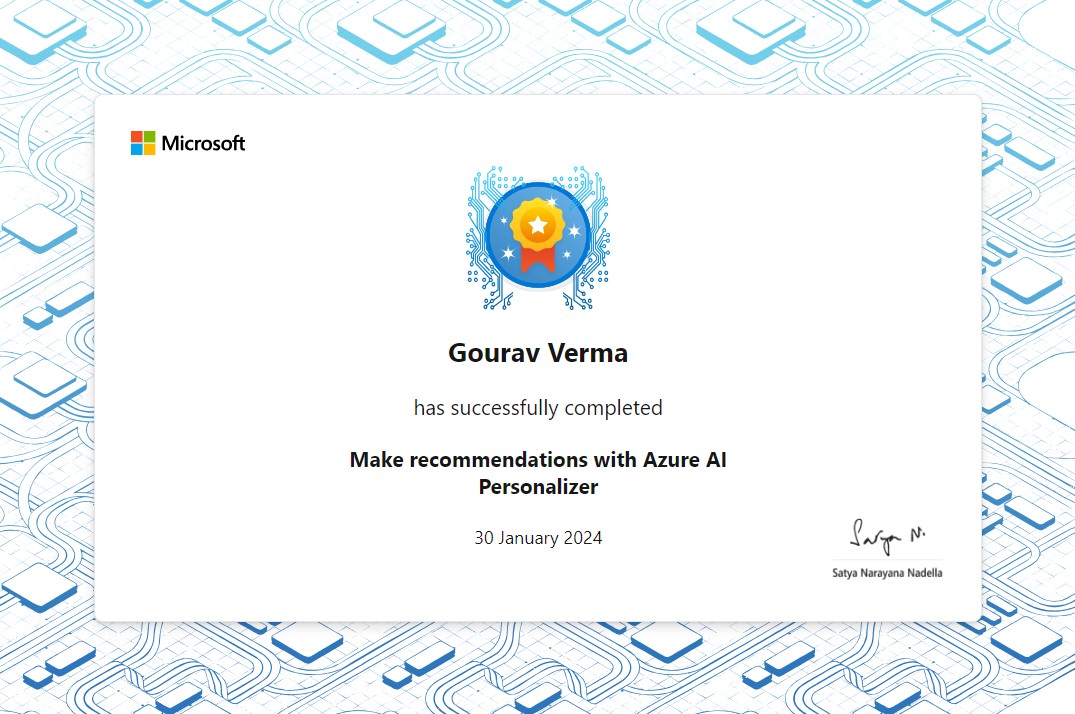 Microsoft
Gourav Verma
has successfully completed
Make recommendations with Azure AI
Personalizer
30 January 2024
Satya N.
Satya Narayana Nadella